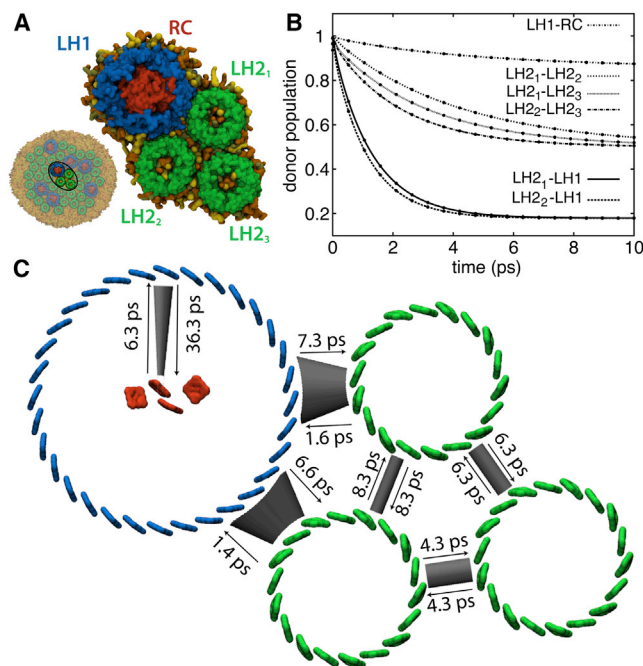 A
LH1
RC
LH2₁
LH2₂
LH2₃
B
donor population
1
0.8
0.6
0.4
0.2
0
2
4
6
8
10
time (ps)
LH1-RC
LH2₁-LH2₂
LH2₁-LH2₃
LH2₂-LH2₃
LH2₁-LH1
LH2₂-LH1
C
6.3 ps
36.3 ps
7.3 ps
1.6 ps
6.6 ps
1.4 ps
8.3 ps
8.3 ps
6.3 ps
6.3 ps
4.3 ps
4.3 ps